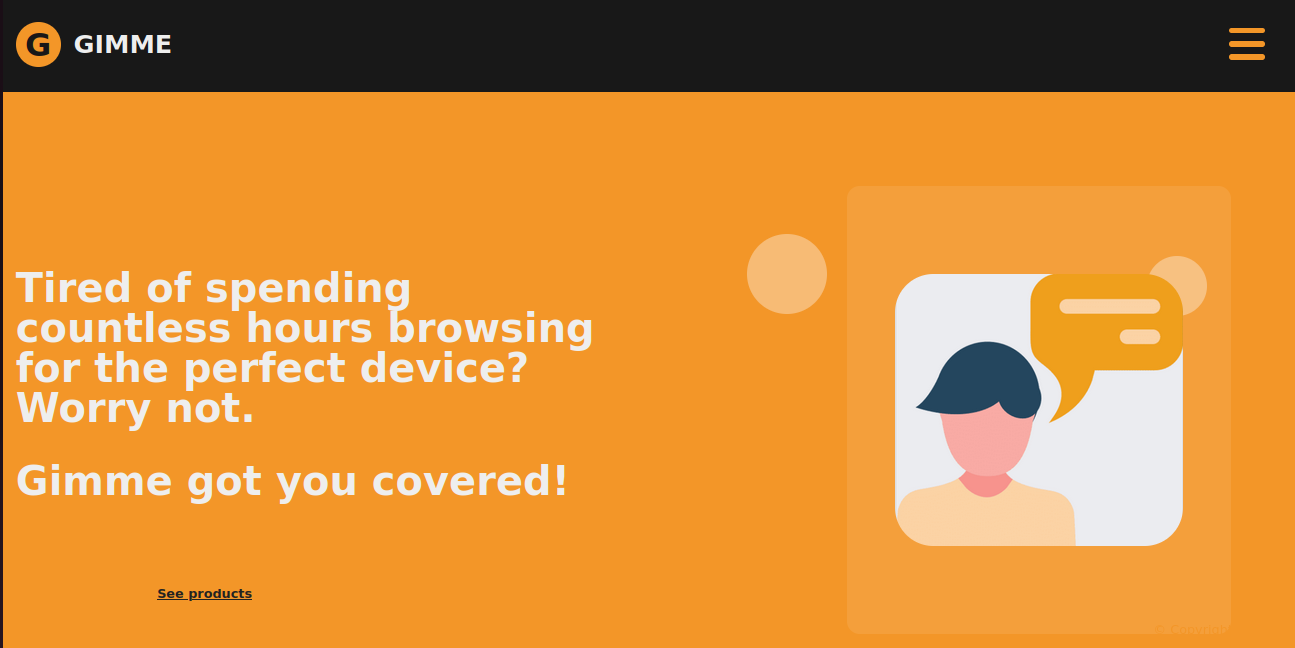 G GIMME
Tired of spending
countless hours browsing
for the perfect device?
Worry not.
Gimme got you covered!
See products